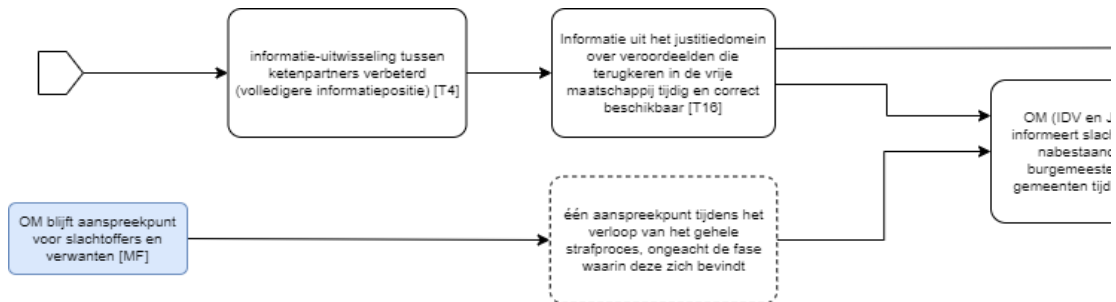 informatie-uitwisseling tussen
ketenpartners verbeterd
(volledigere informatiepositie) [T4]
Informatie uit het justitiedomein
over veroordeelden die
terugkeren in de vrije
maatschappij tijdig en correct
beschikbaar [T16]
OM (IDV en J
informeert slach
nabestaand
burgemeeste
gemeenten tijd
OM blijft aanspreekpunt
voor slachtoffers en
verwanten [MF]
één aanspreekpunt tijdens het
verloop van het gehele
strafproces, ongeacht de fase
waarin deze zich bevindt